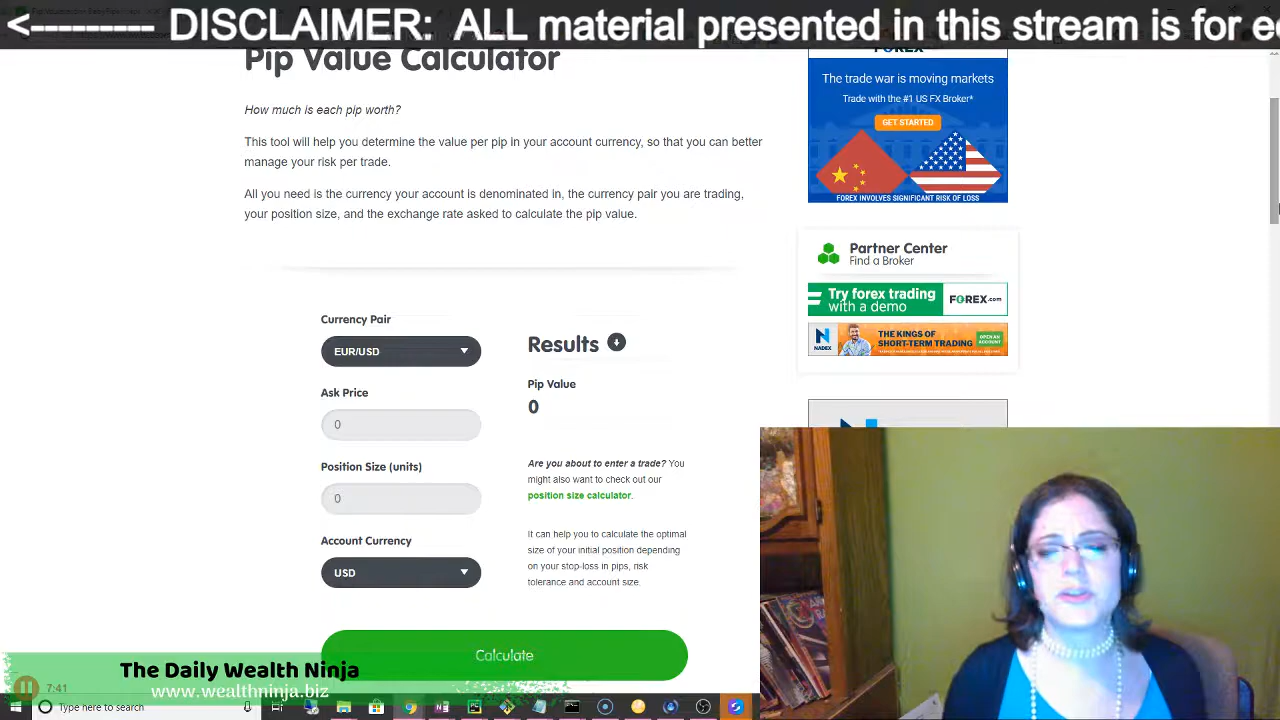 <--------- DISCLAIMER: ALL material presented in this stream is for e
Pip Value Calculator
How much is each pip worth?
This tool will help you determine the value per pip in your account currency, so that you can better
manage your risk per trade.
All you need is the currency your account is denominated in, the currency pair you are trading,
your position size, and the exchange rate asked to calculate the pip value.
Currency Pair
EUR/USD
Ask Price
0
Position Size (units)
0
Account Currency
USD
Results
Pip Value
0
Are you about to enter a trade? You
might also want to check out our
position size calculator.
It can help you to calculate the optimal
size of your initial position depending
on your stop-loss in pips, risk
tolerance and account size.
Calculate
FOREX
The trade war is moving markets
Trade with the #1 US FX Broker*
GET STARTED
FOREX INVOLVES SIGNIFICANT RISK OF LOSS
Partner Center
Find a Broker
Try forex trading
with a demo
FOREX.com
NADEX
THE KINGS OF
SHORT-TERM TRADING
OPEN AN
ACCOUNT
The Daily Wealth Ninja
www.wealthninja.biz
7:41
Type here to search